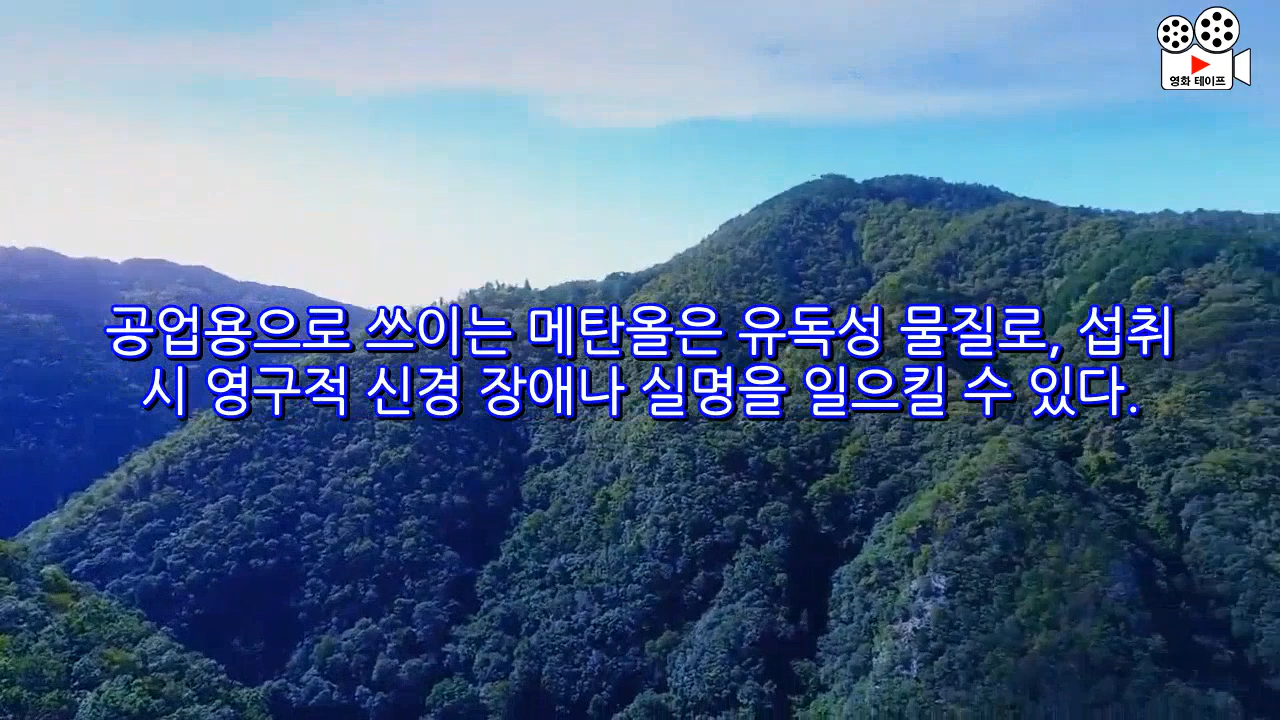 영화 테이프
공업용으로 쓰이는 메탄올은 유독성 물질로, 섭취
시 영구적 신경 장애나 실명을 일으킬 수 있다.